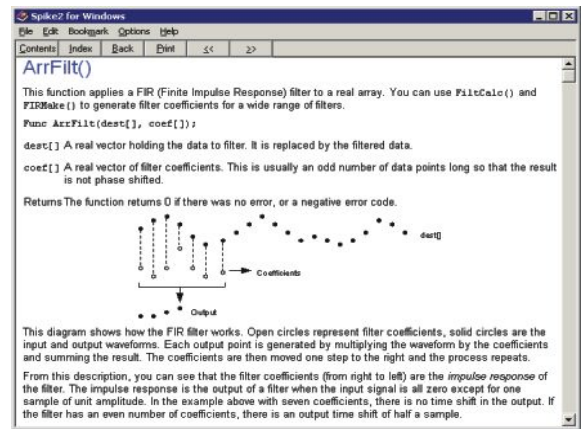 Spike2 for Windows
File Edit Bookmark Options Help
Contents Index Back Print << >>
ArrFilt()
This function applies a FIR (Finite Impulse Response) filter to a real array. You can use FiltCalc() and
FIRMake() to generate filter coefficients for a wide range of filters.
Func ArrFilt(dest[], coef[]);
dest[] A real vector holding the data to filter. It is replaced by the filtered data.
coef[] A real vector of filter coefficients. This is usually an odd number of data points long so that the result
is not phase shifted.
Returns The function returns 0 if there was no error, or a negative error code.
dest[]
Coefficients
Output
This diagram shows how the FIR filter works. Open circles represent filter coefficients, solid circles are the
input and output waveforms. Each output point is generated by multiplying the waveform by the coefficients
and summing the result. The coefficients are then moved one step to the right and the process repeats.
From this description, you can see that the filter coefficients (from right to left) are the impulse response of
the filter. The impulse response is the output of a filter when the input signal is all zero except for one
sample of unit amplitude. In the example above with seven coefficients, there is no time shift in the output. If
the filter has an even number of coefficients, there is an output time shift of half a sample.